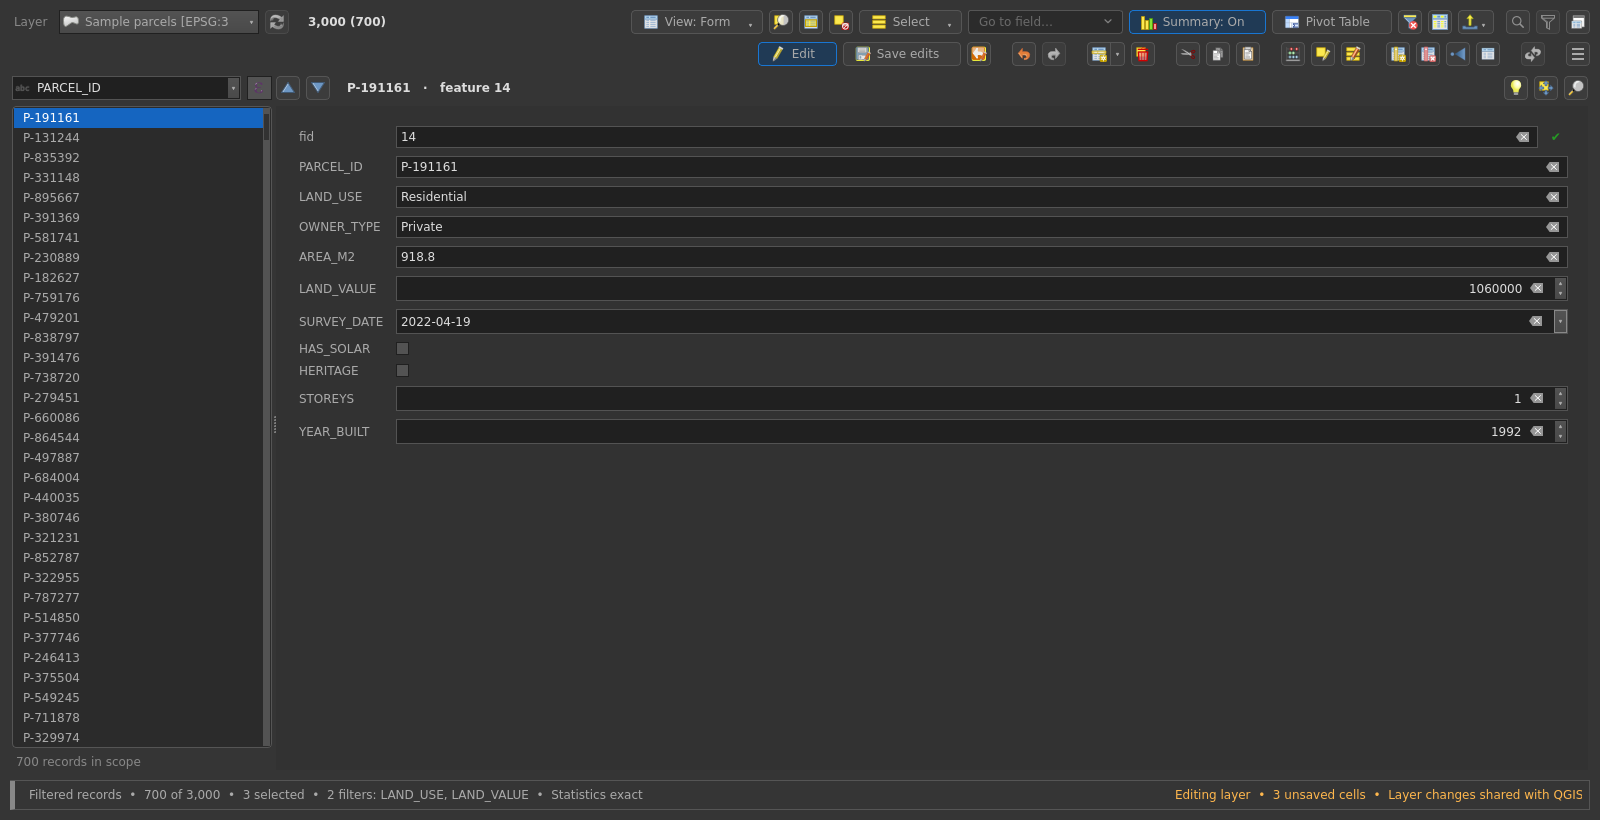 Layer Sample parcels [EPSG:3 3,000 (700) View: Form Select Go to field... Summary: On Pivot Table
Edit Save edits
abc PARCEL_ID P-191161 · feature 14
P-191161
P-131244
P-835392
P-331148
P-895667
P-391369
P-581741
P-230889
P-182627
P-759176
P-479201
P-838797
P-391476
P-738720
P-279451
P-660086
P-864544
P-497887
P-684004
P-440035
P-380746
P-321231
P-852787
P-322955
P-787277
P-514850
P-377746
P-246413
P-375504
P-549245
P-711878
P-329974
700 records in scope
fid 14
PARCEL_ID P-191161
LAND_USE Residential
OWNER_TYPE Private
AREA_M2 918.8
LAND_VALUE 1060000
SURVEY_DATE 2022-04-19
HAS_SOLAR
HERITAGE
STOREYS 1
YEAR_BUILT 1992
Filtered records • 700 of 3,000 • 3 selected • 2 filters: LAND_USE, LAND_VALUE • Statistics exact Editing layer • 3 unsaved cells • Layer changes shared with QGIS